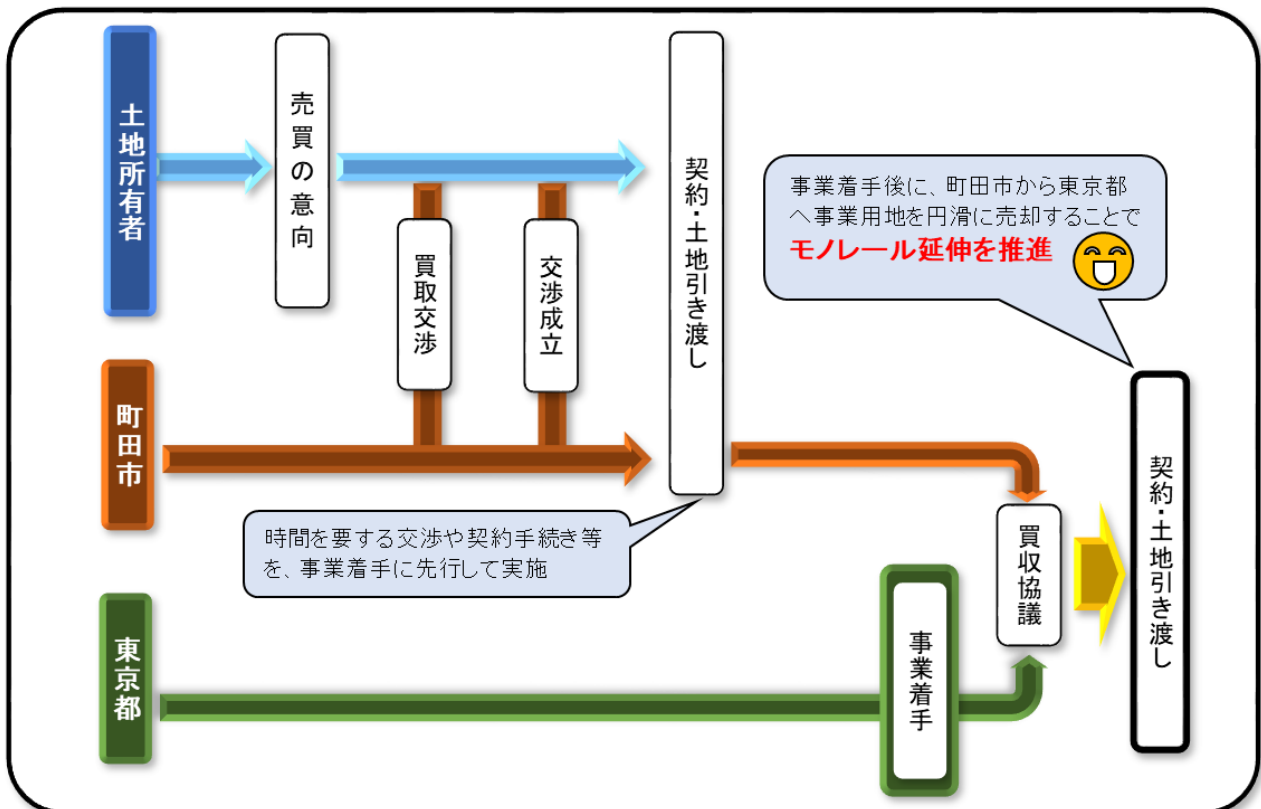 土地所有者
売買の意向
買取交渉
交渉成立
契約・土地引き渡し
事業着手後に、町田市から東京都
へ事業用地を円滑に売却することで
モノレール延伸を推進
町田市
時間を要する交渉や契約手続き等
を、事業着手に先行して実施
東京都
事業着手
買収協議
契約・土地引き渡し